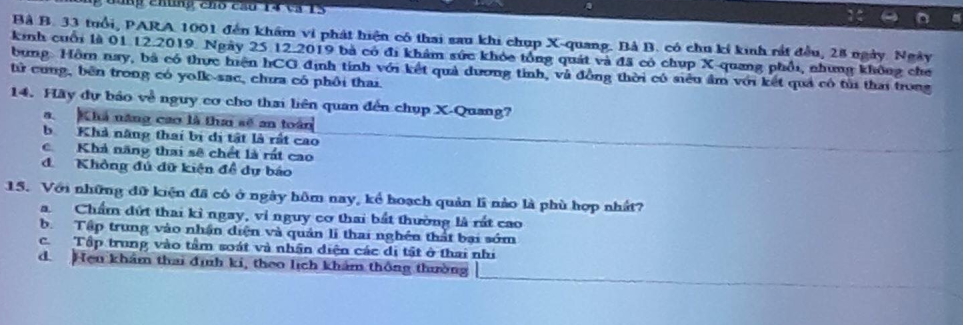 dùng chung cho câu 14 và 15
Bà B. 33 tuổi, PARA 1001 đến khám vì phát hiện có thai sau khi chụp X-quang. Bà B. có chu kì kinh rất đều, 28 ngày. Ngày
kinh cuối là 01.12.2019. Ngày 25.12.2019 bà có đi khám sức khỏe tổng quát và đã có chụp X-quang phổi, nhưng không che
bụng. Hôm nay, bà có thực hiện hCG định tính với kết quả dương tính, và đồng thời có siêu âm với kết quả có túi thai trong
tử cung, bên trong có yolk-sac, chưa có phôi thai.
14. Hãy dự báo về nguy cơ cho thai liên quan đến chụp X-Quang?
a. Khả năng cao là thai sẽ an toàn
b. Khả năng thai bị dị tật là rất cao
c. Khả năng thai sẽ chết là rất cao
d. Không đủ dữ kiện để dự báo
15. Với những dữ kiện đã có ở ngày hôm nay, kế hoạch quản lí nào là phù hợp nhất?
a. Chấm dứt thai kì ngay, vì nguy cơ thai bất thường là rất cao
b. Tập trung vào nhận diện và quản lí thai nghén thất bại sớm
c. Tập trung vào tầm soát và nhận diện các dị tật ở thai nhi
d. Hẹn khám thai định kì, theo lịch khám thông thường